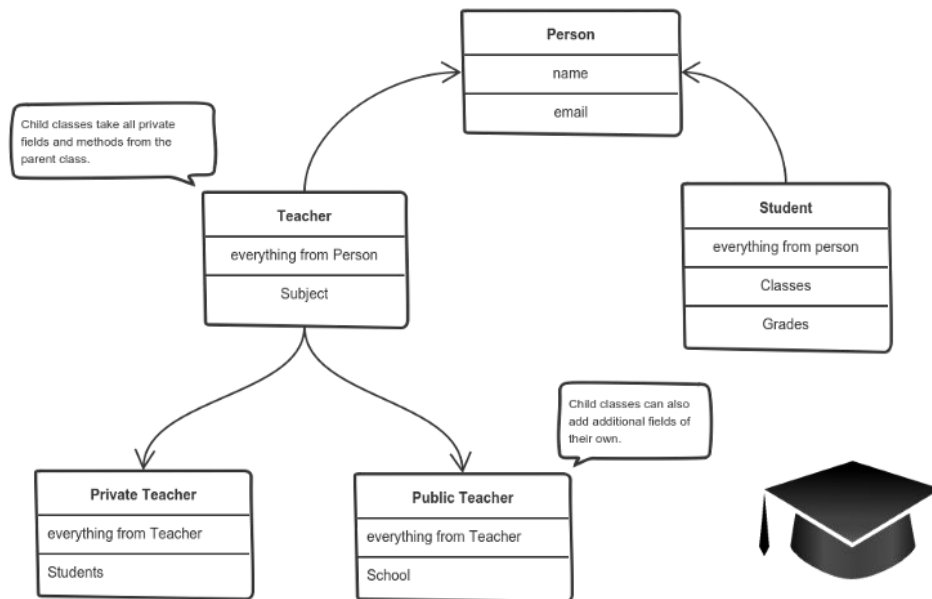 Person
name
email
Child classes take all private
fields and methods from the
parent class.
Teacher
everything from Person
Subject
Student
everything from person
Classes
Grades
Child classes can also
add additional fields of
their own.
Private Teacher
everything from Teacher
Students
Public Teacher
everything from Teacher
School